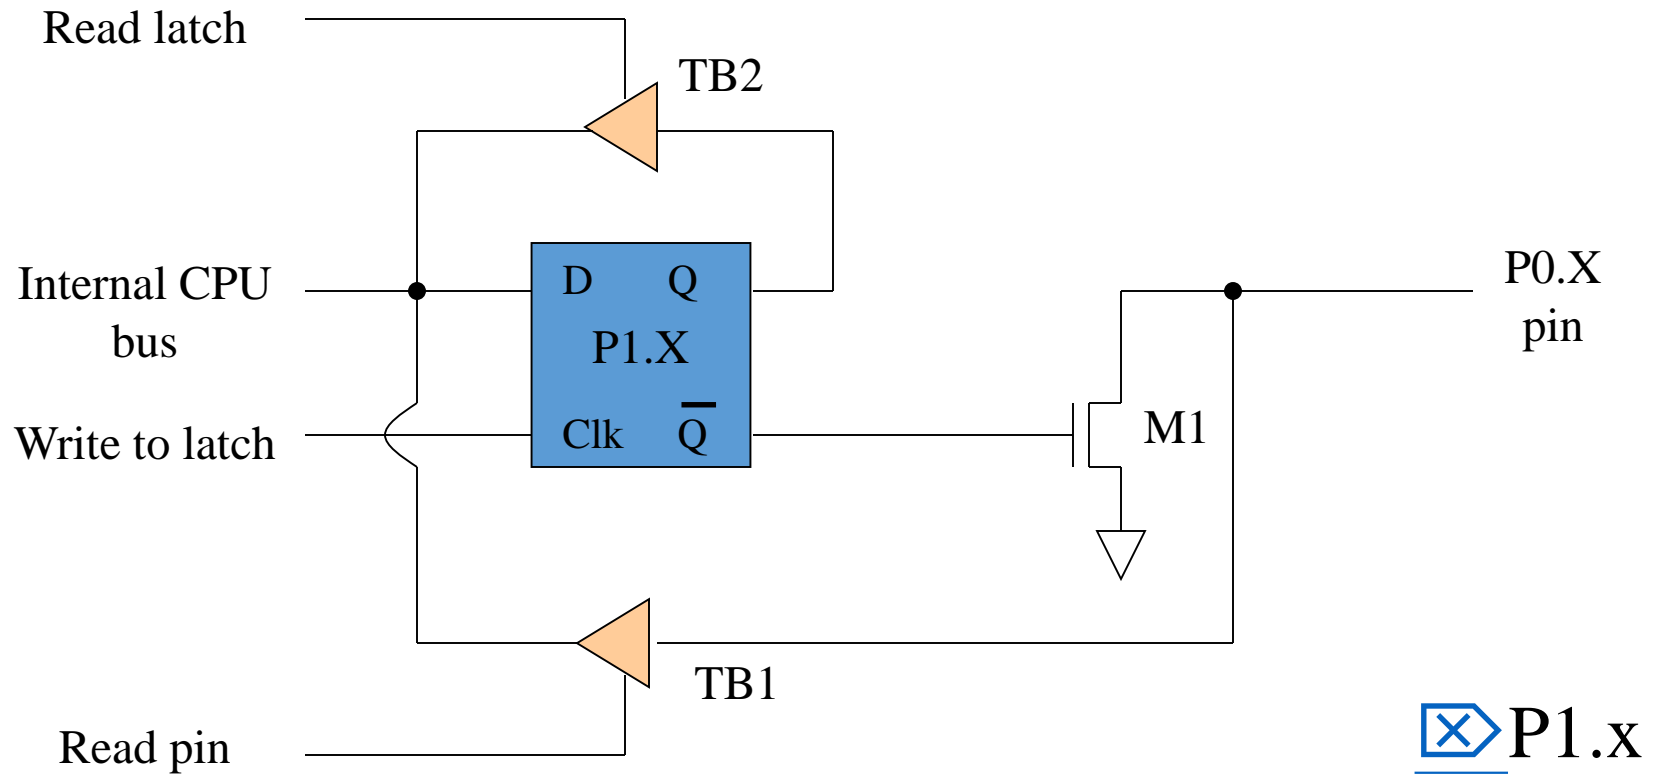 Read latch
TB2
Internal CPU
bus
D Q
P1.X
Clk Q̅
Write to latch
P0.X
pin
M1
TB1
Read pin
P1.x